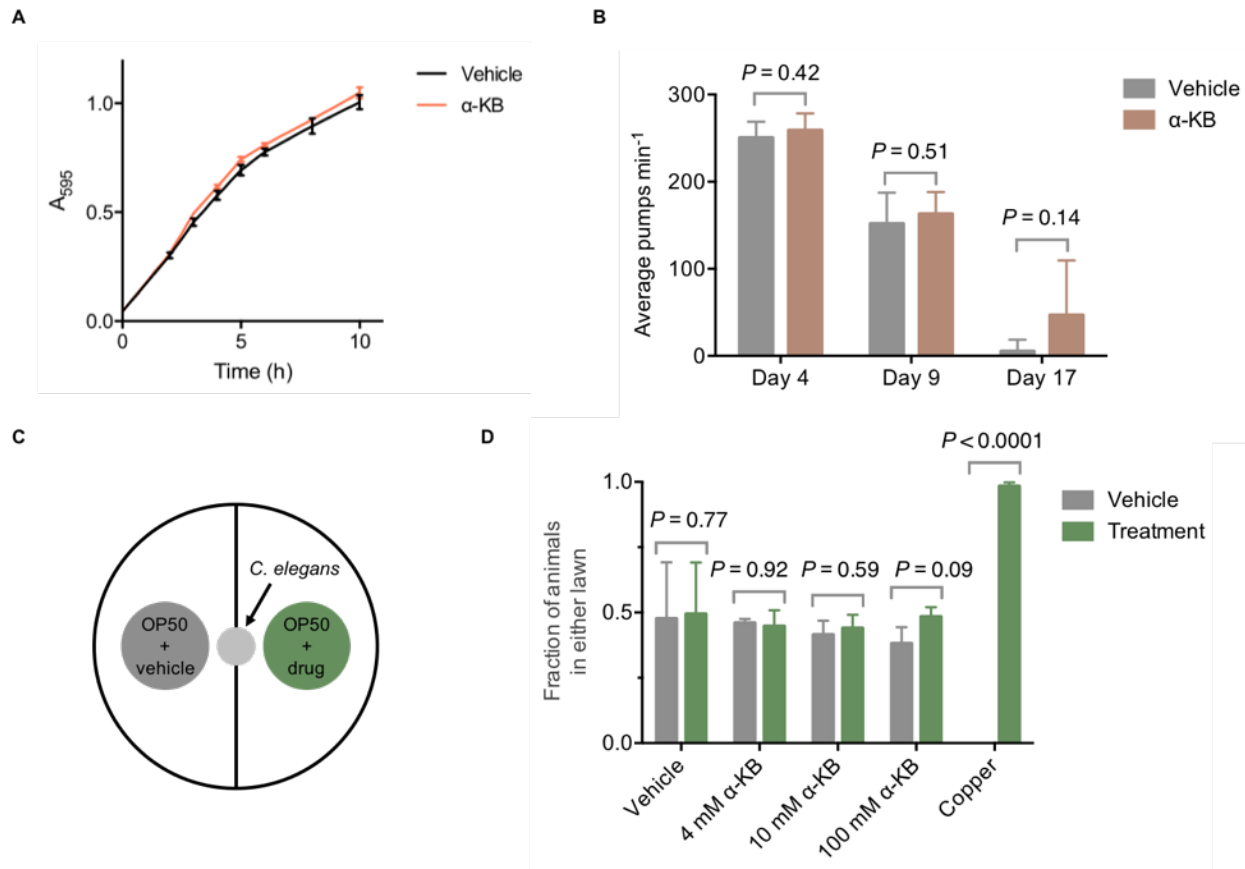 A
Vehicle
α-KB
1.0
0.5
0.0
A595
0
5
10
Time (h)
B
P = 0.42
P = 0.51
P = 0.14
Vehicle
α-KB
300
200
100
0
Average pumps min-1
Day 4
Day 9
Day 17
C
C. elegans
OP50
+
vehicle
OP50
+
drug
D
P < 0.0001
P = 0.77
P = 0.92
P = 0.59
P = 0.09
Vehicle
Treatment
1.0
0.5
0.0
Fraction of animals
in either lawn
Vehicle
4 mM α-KB
10 mM α-KB
100 mM α-KB
Copper